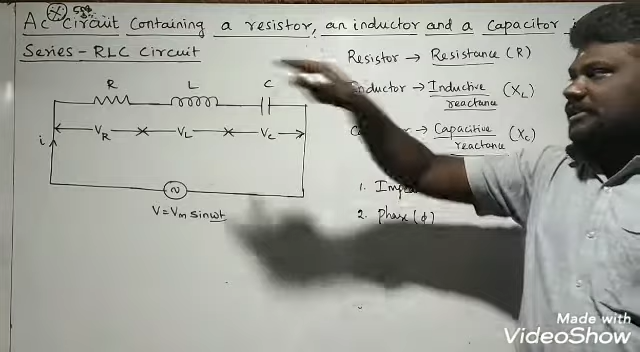 Ac Circuit Containing a resistor, an inductor and a Capacitor
Series - RLC Circuit
Resistor → Resistance (R)
Inductor → Inductive reactance (XL)
→ Capacitive reactance (Xc)
R L C
VR VL Vc
i
V = Vm sinωt
1.
2. Phase (ϕ)
Made with
VideoShow